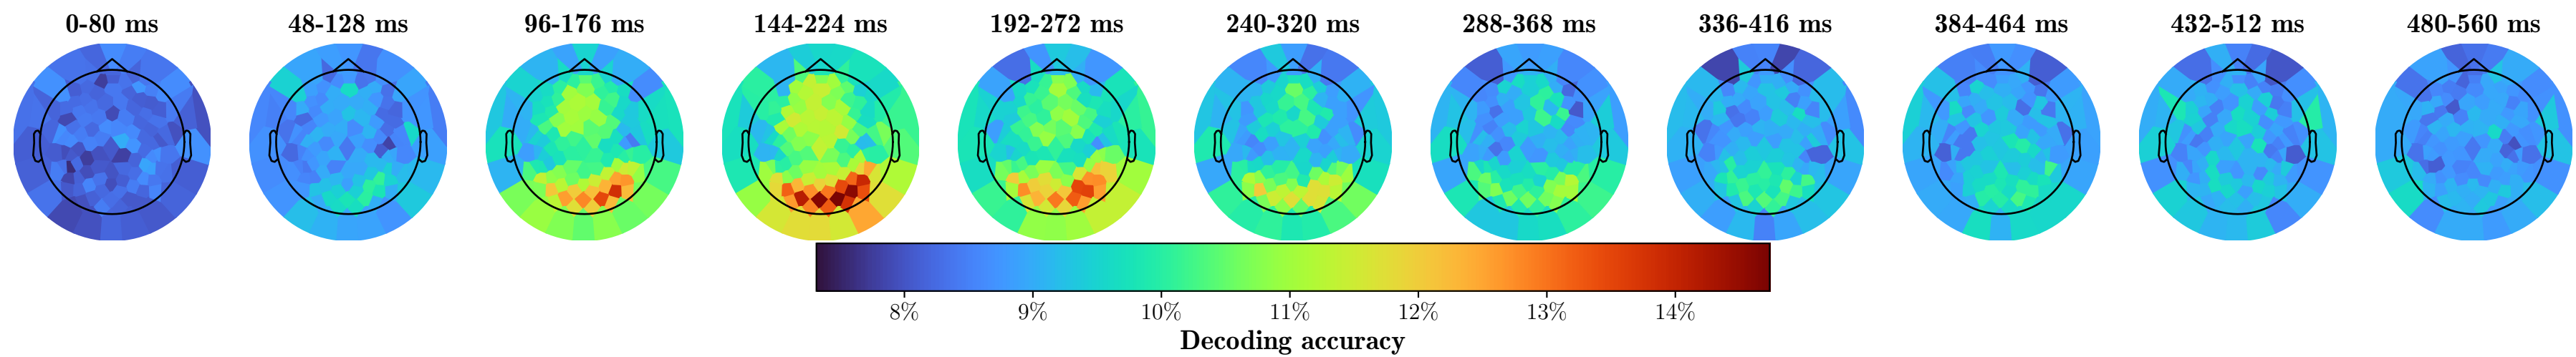 0-80 ms 48-128 ms 96-176 ms 144-224 ms 192-272 ms 240-320 ms 288-368 ms 336-416 ms 384-464 ms 432-512 ms 480-560 ms
8% 9% 10% 11% 12% 13% 14%
Decoding accuracy